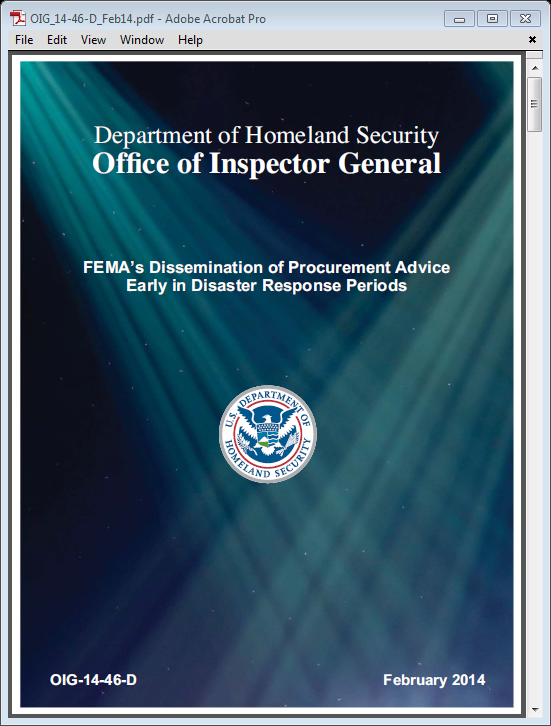 OIG_14-46-D_Feb14.pdf - Adobe Acrobat Pro
File Edit View Window Help
Department of Homeland Security
Office of Inspector General
FEMA's Dissemination of Procurement Advice
Early in Disaster Response Periods
U.S. DEPARTMENT OF
HOMELAND SECURITY
OIG-14-46-D February 2014